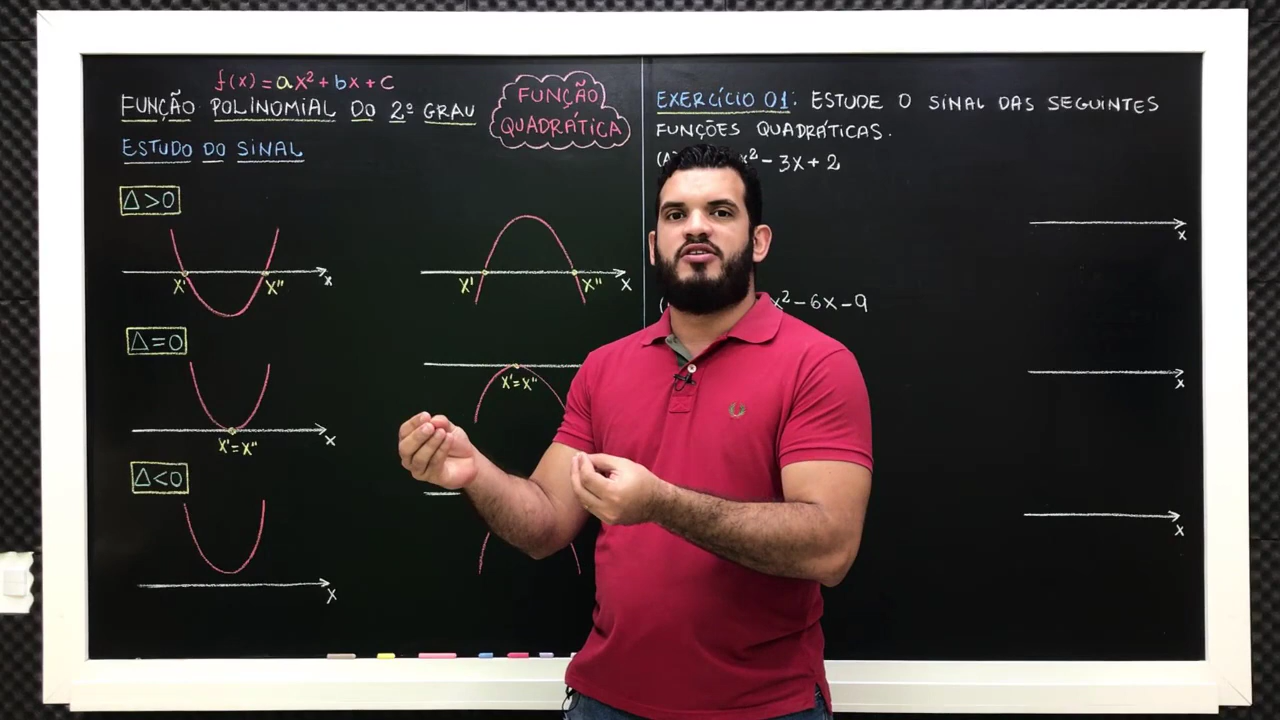 f(x) = ax² + bx + c
FUNÇÃO POLINOMIAL DO 2º GRAU
FUNÇÃO
QUADRÁTICA
ESTUDO DO SINAL
Δ>0
X' X'' X
X' X'' X
Δ=0
X'=X'' X
X'=X''
Δ<0
X
EXERCÍCIO 01: ESTUDE O SINAL DAS SEGUINTES
FUNÇÕES QUADRÁTICAS.
x² - 3x + 2
X
x² - 6x - 9
X
X